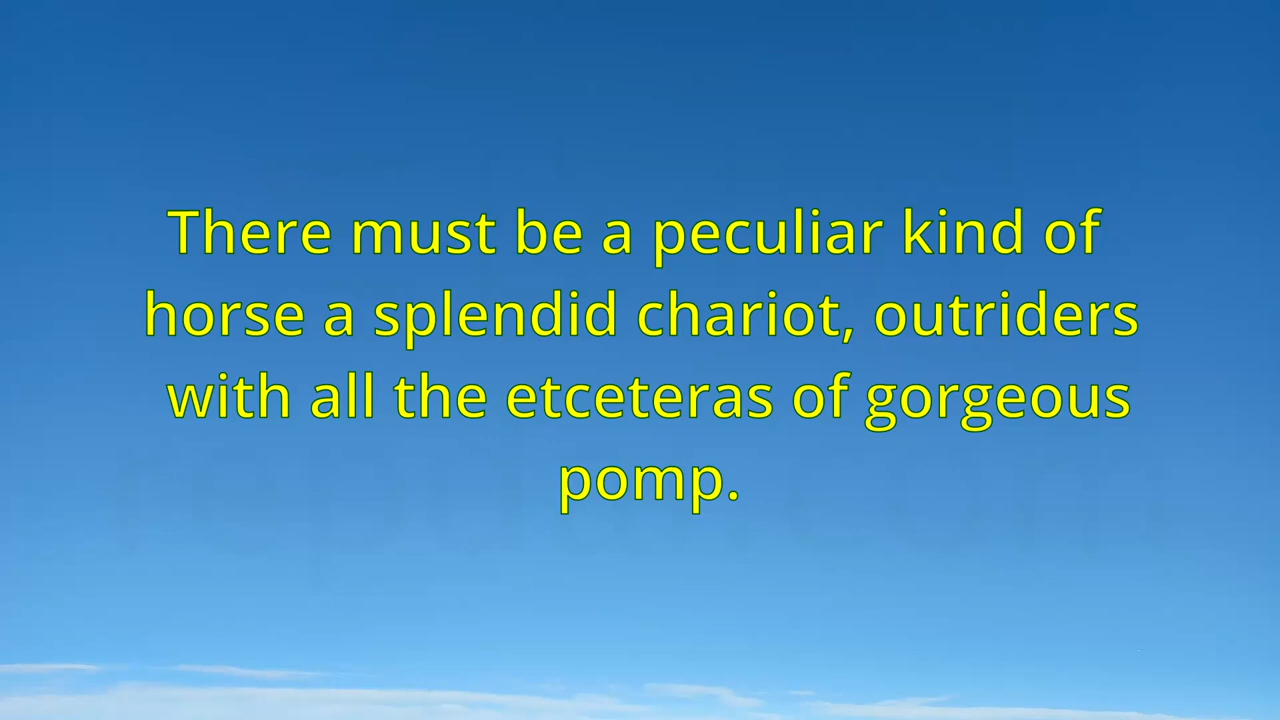 There must be a peculiar kind of
horse a splendid chariot, outriders
with all the etceteras of gorgeous
pomp.